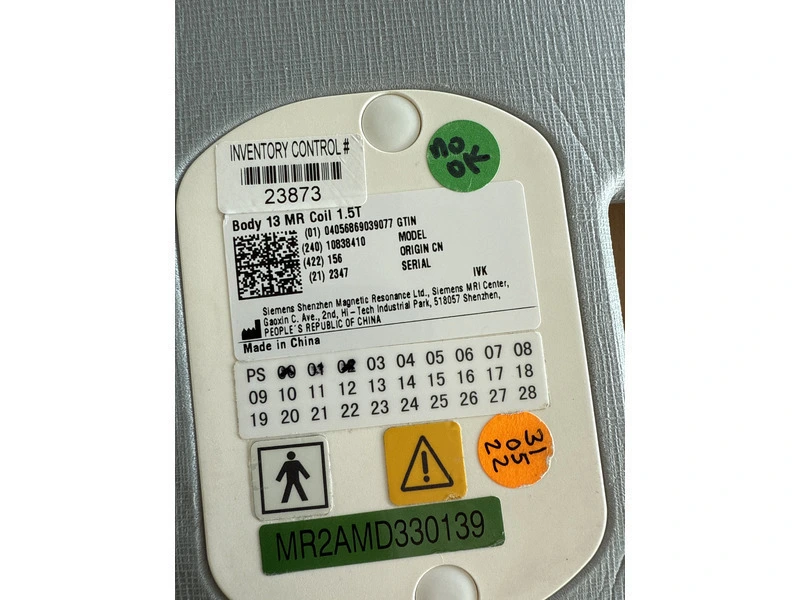 INVENTORY CONTROL#
23873
no
OK
Body 13 MR Coil 1.5T
(01) 04056869039077 GTIN
(240) 10838410 MODEL
(422) 156 ORIGIN CN
(21) 2347 SERIAL
IVK
Siemens Shenzhen Magnetic Resonance Ltd., Siemens MRI Center,
Gaoxin C. Ave., 2nd, Hi-Tech Industrial Park, 518057 Shenzhen,
PEOPLE'S REPUBLIC OF CHINA
Made in China
PS 00 01 02 03 04 05 06 07 08
09 10 11 12 13 14 15 16 17 18
19 20 21 22 23 24 25 26 27 28
31
05
22
MR2AMD330139